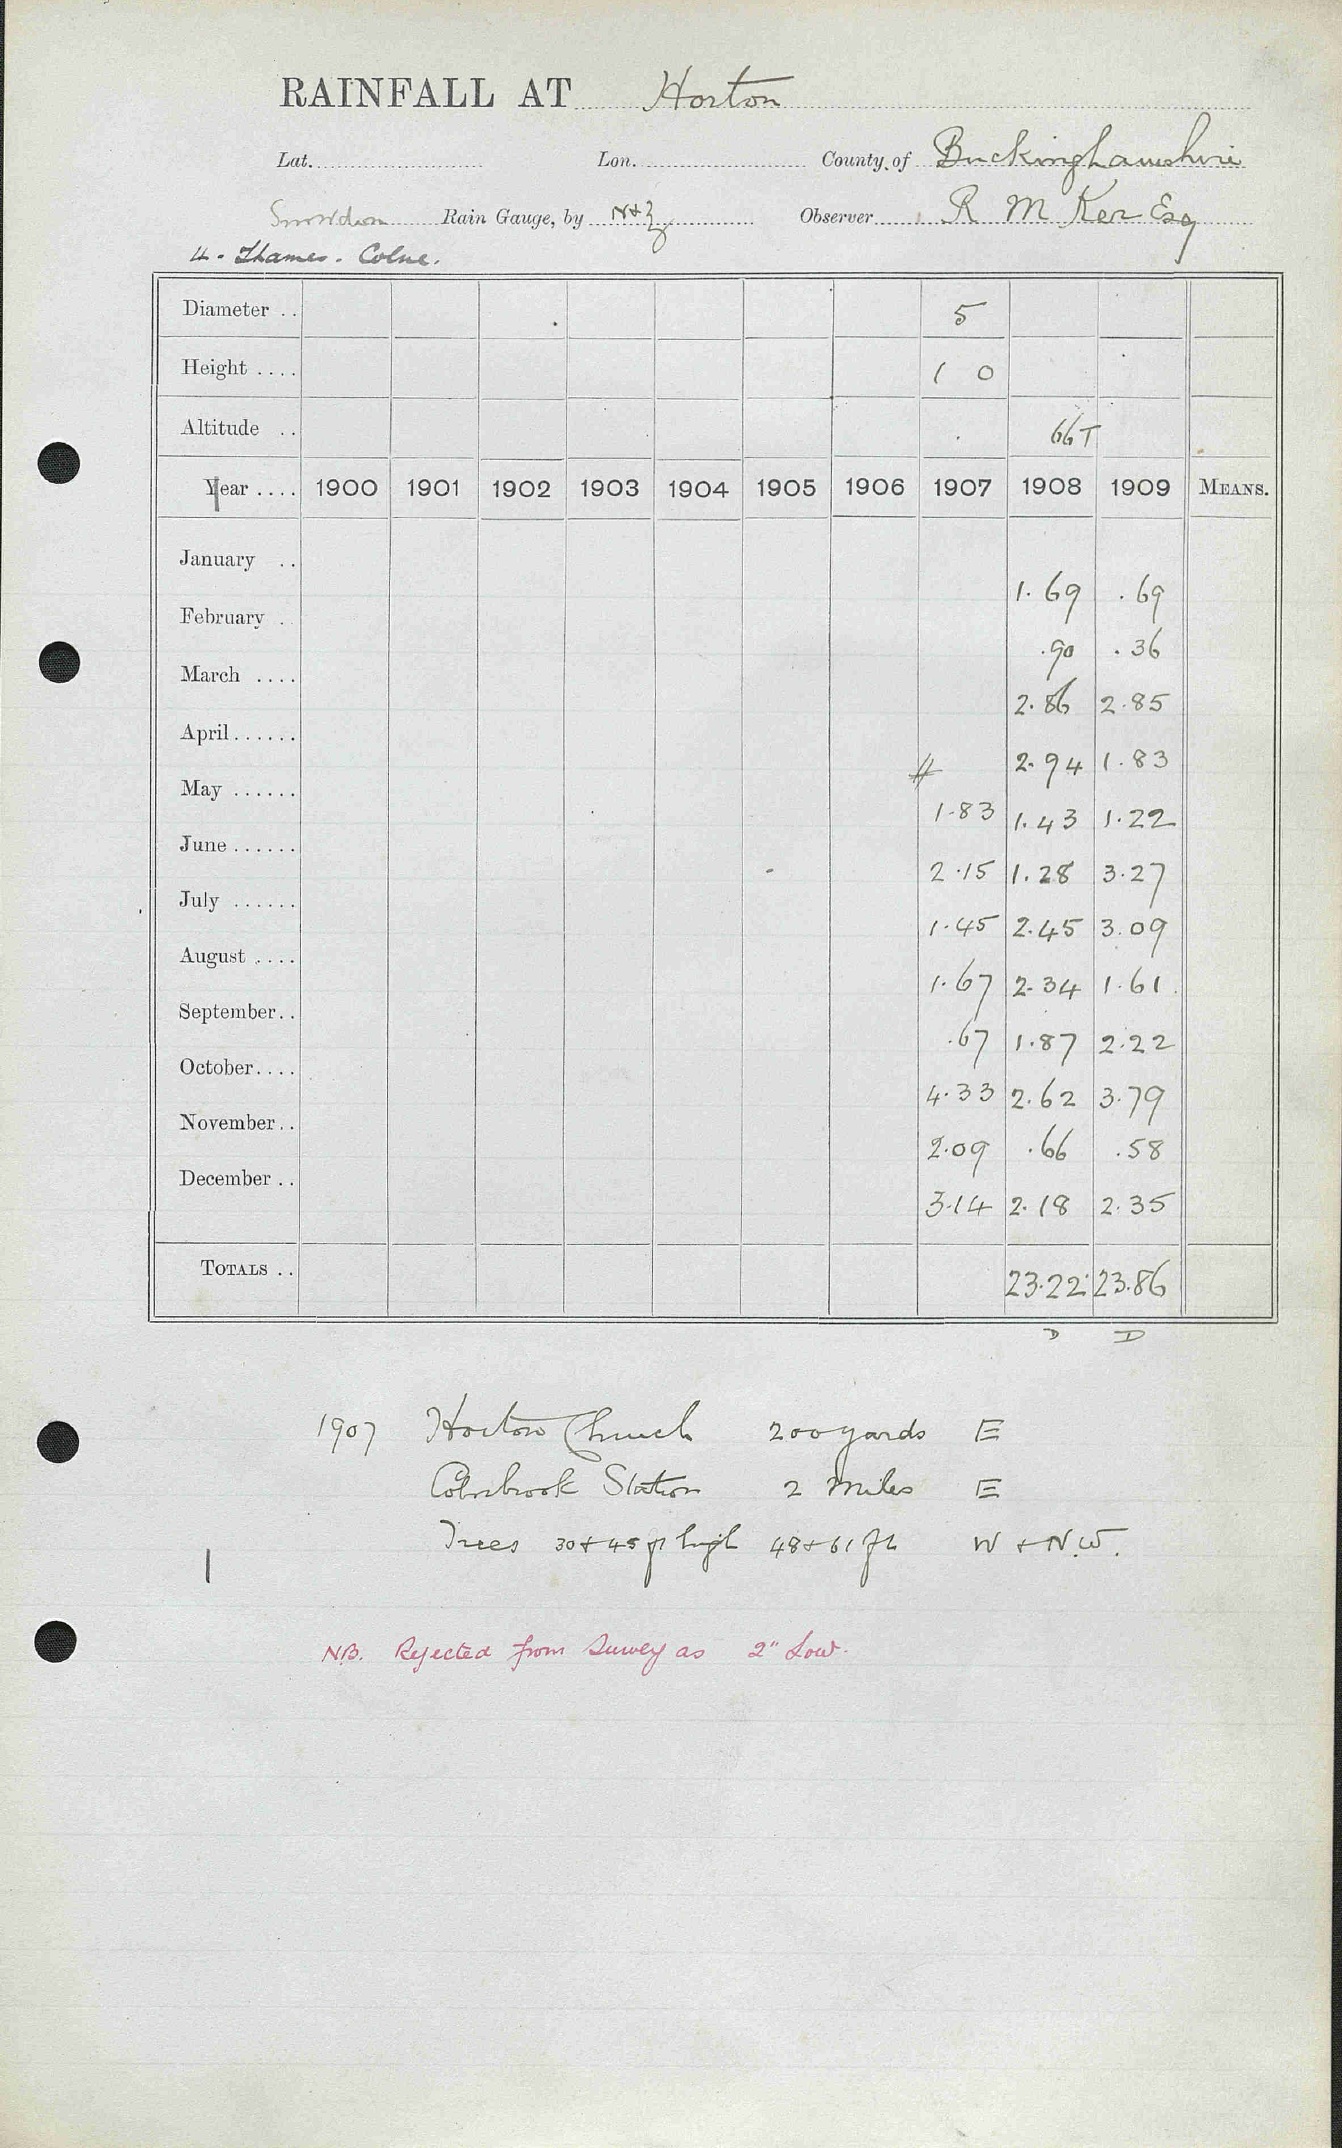 RAINFALL AT Horton
Lat. Lon. County of Buckinghamshire
Snowdon Rain Gauge, by N&Z Observer R M Ker Esq
4 - Thames - Colne.
Diameter .. 5
Height .... 1 0
Altitude .. 66T
Year .... 1900 1901 1902 1903 1904 1905 1906 1907 1908 1909 MEANS.
January .. 1.69 .69
February .. .90 .36
March .... 2.86 2.85
April...... # 2.94 1.83
May ...... 1.83 1.43 1.22
June ...... 2.15 1.28 3.27
July ...... 1.45 2.45 3.09
August .... 1.67 2.34 1.61
September.. .67 1.87 2.22
October.... 4.33 2.62 3.79
November.. 2.09 .66 .58
December .. 3.14 2.18 2.35
TOTALS .. 23.22 23.86
D D
1907 Horton Church 200 yards E
Colnbrook Station 2 Miles E
Trees 30 & 45 ft high 48 & 61 ft W & N.W.
NB. Rejected from Survey as 2" Low.